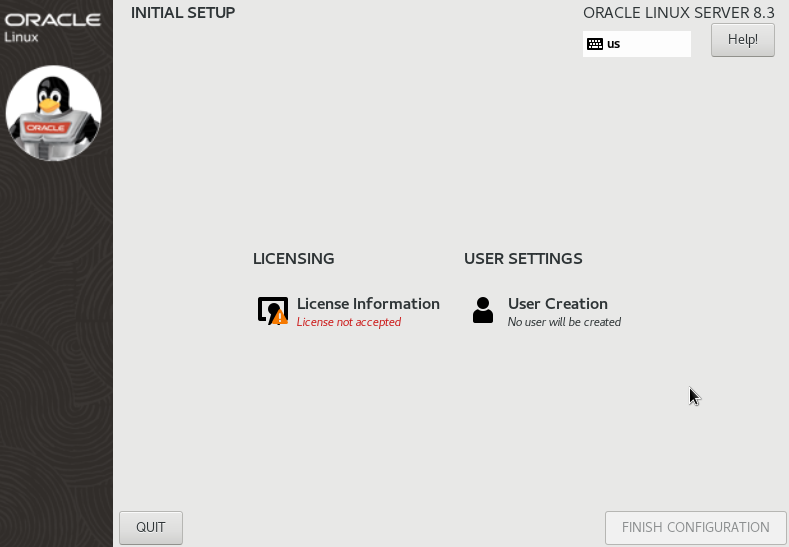 ORACLE
Linux
ORACLE
INITIAL SETUP
ORACLE LINUX SERVER 8.3
us
Help!
LICENSING
USER SETTINGS
License Information
License not accepted
User Creation
No user will be created
QUIT
FINISH CONFIGURATION